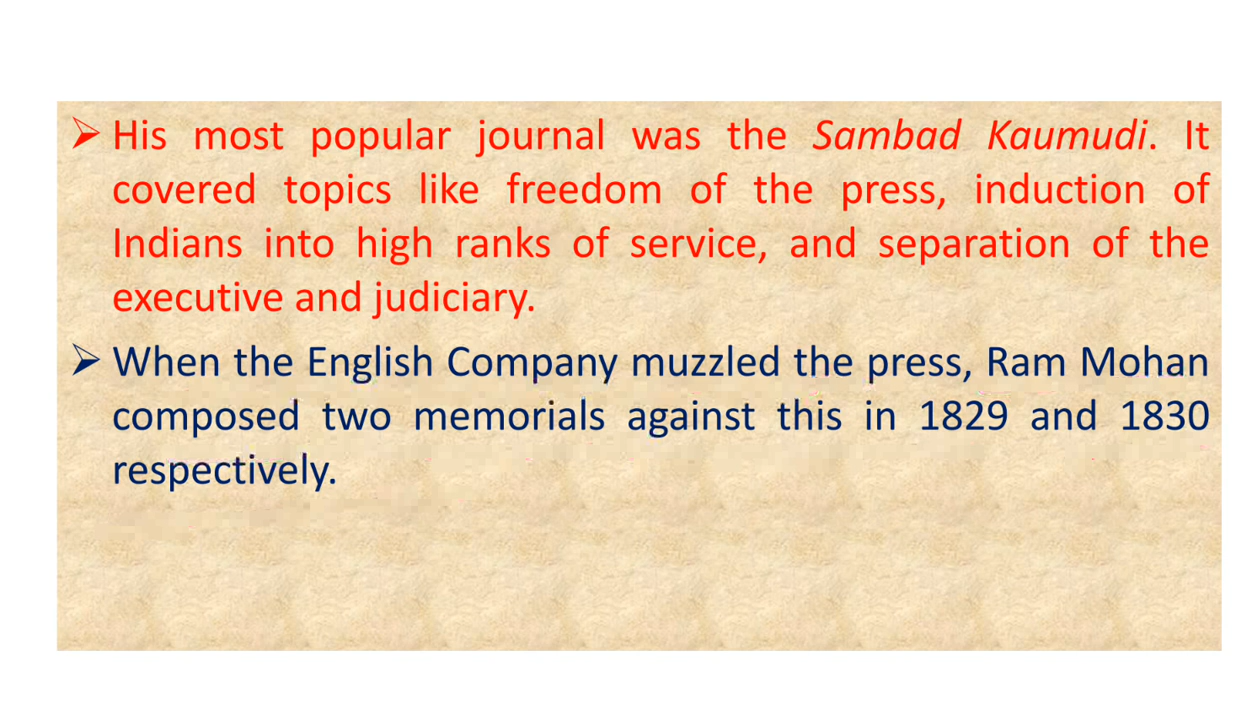 ➢ His most popular journal was the Sambad Kaumudi. It
covered topics like freedom of the press, induction of
Indians into high ranks of service, and separation of the
executive and judiciary.
➢ When the English Company muzzled the press, Ram Mohan
composed two memorials against this in 1829 and 1830
respectively.